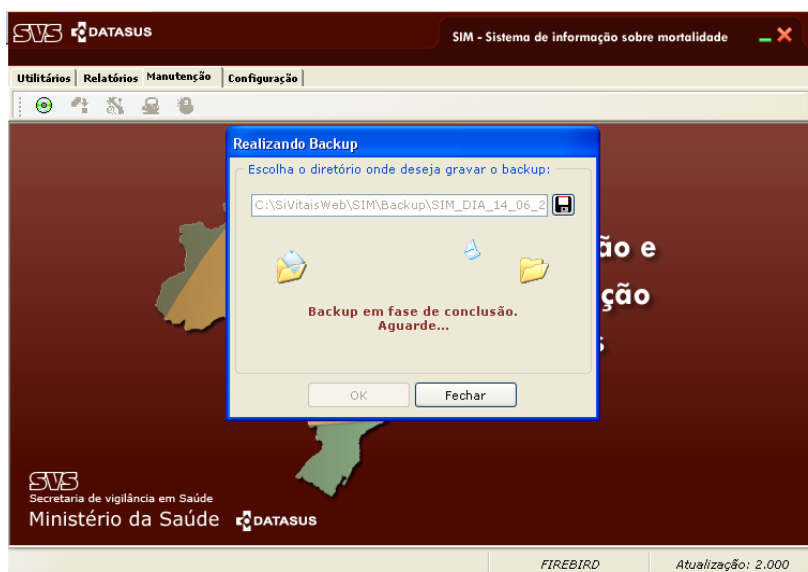 SVS DATASUS
SIM - Sistema de informação sobre mortalidade
Utilitários Relatórios Manutenção Configuração
Realizando Backup
Escolha o diretório onde deseja gravar o backup:
C:\SiVitaisWeb\SIM\Backup\SIM_DIA_14_06_2
ão e
ção
s
Backup em fase de conclusão.
Aguarde...
OK Fechar
SVS
Secretaria de vigilância em Saúde
Ministério da Saúde DATASUS
FIREBIRD Atualização: 2.000